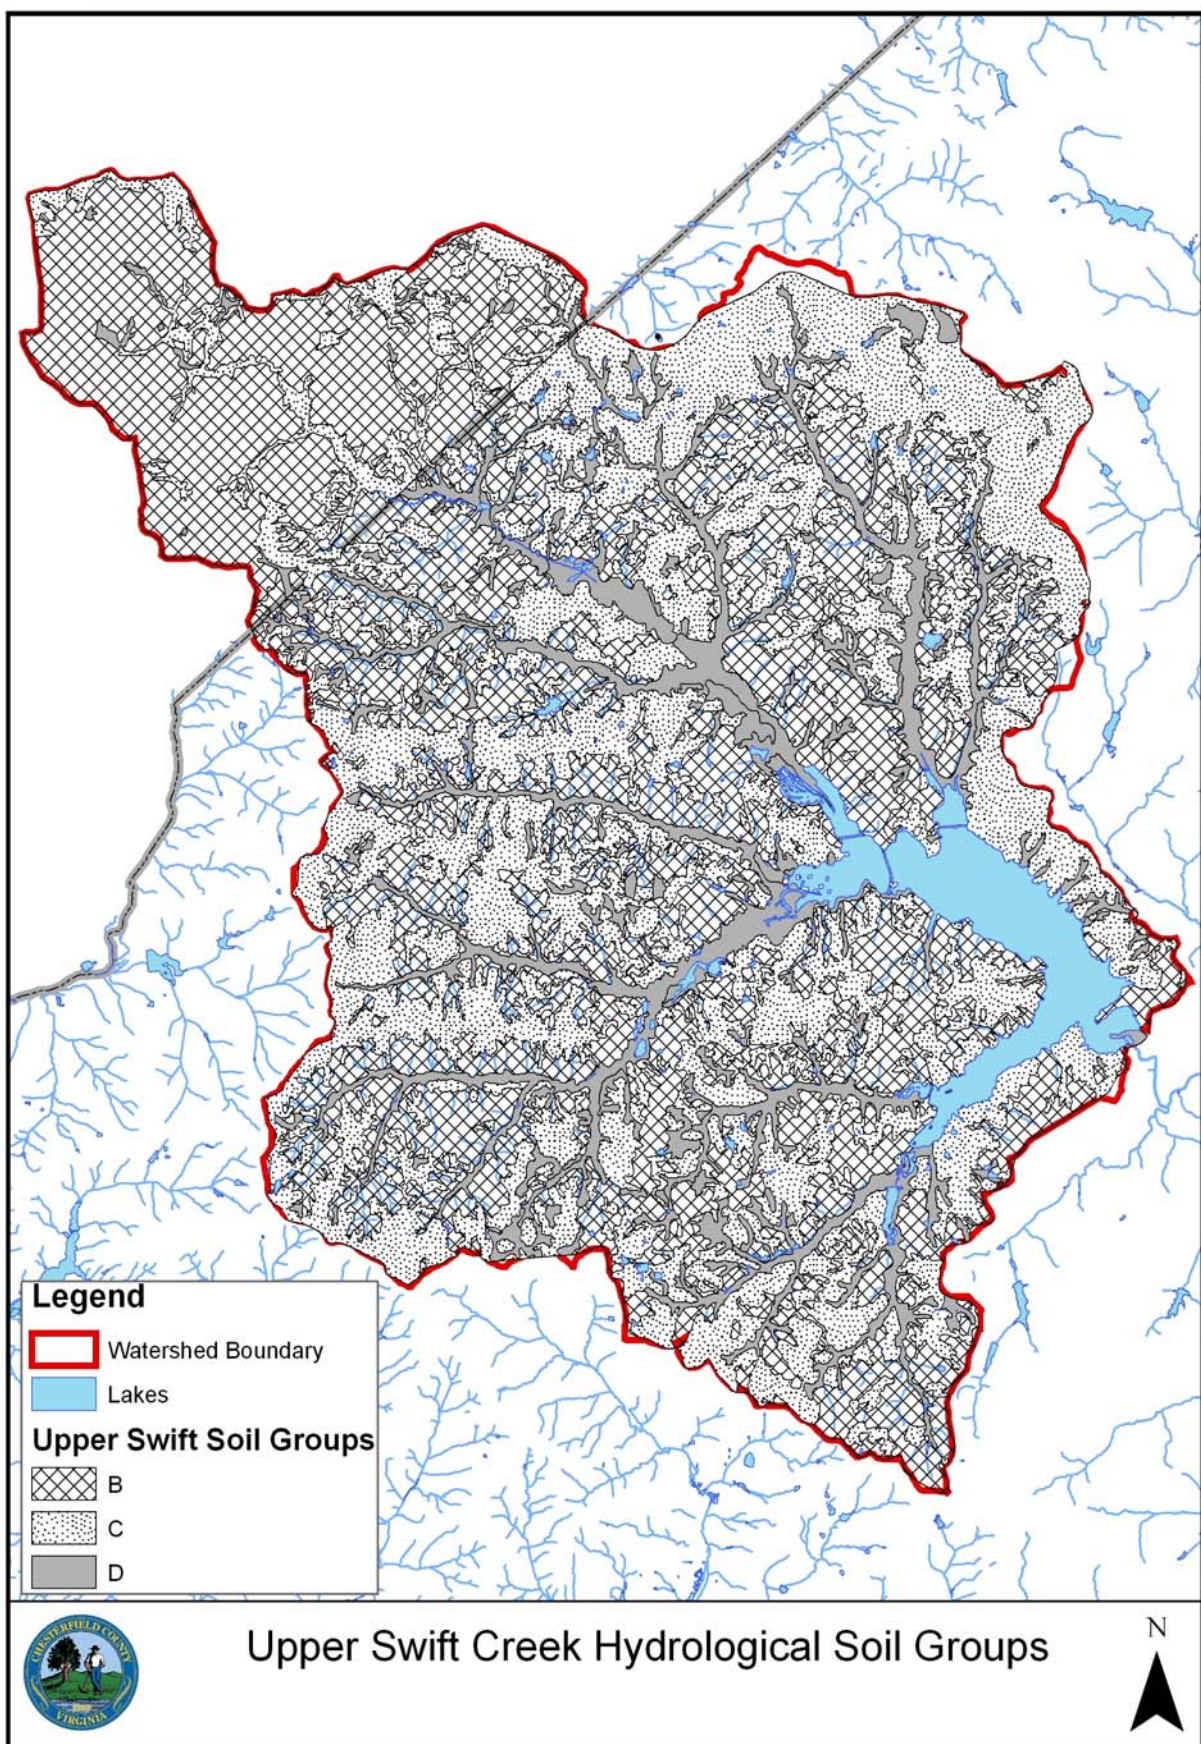 Legend
Watershed Boundary
Lakes
Upper Swift Soil Groups
B
C
D
CHESTERFIELD COUNTY
VIRGINIA
Upper Swift Creek Hydrological Soil Groups
N